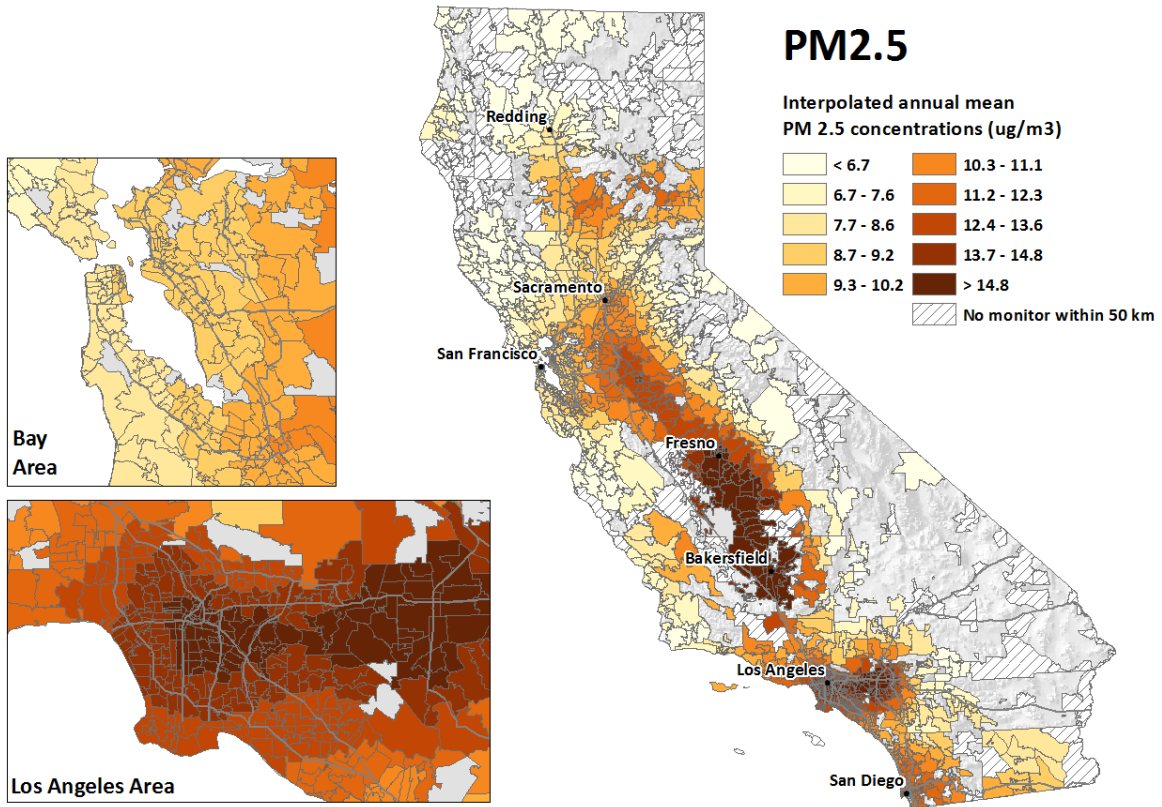 PM2.5
Interpolated annual mean
PM 2.5 concentrations (ug/m3)
< 6.7
6.7 - 7.6
7.7 - 8.6
8.7 - 9.2
9.3 - 10.2
10.3 - 11.1
11.2 - 12.3
12.4 - 13.6
13.7 - 14.8
> 14.8
No monitor within 50 km
Redding
Sacramento
San Francisco
Fresno
Bakersfield
Los Angeles
San Diego
Bay
Area
Los Angeles Area